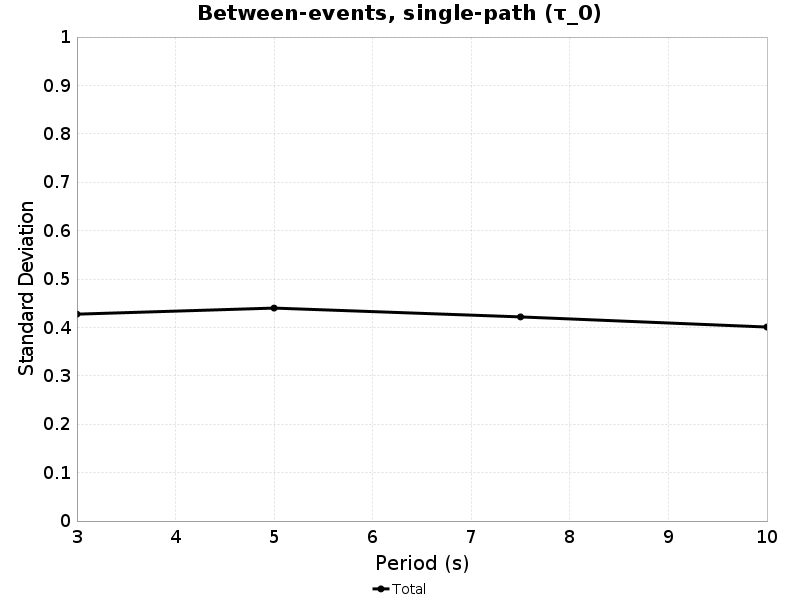 Between-events, single-path (τ_0)
1
0.9
0.8
0.7
0.6
0.5
0.4
0.3
0.2
0.1
0
Standard Deviation
3 4 5 6 7 8 9 10
Period (s)
Total